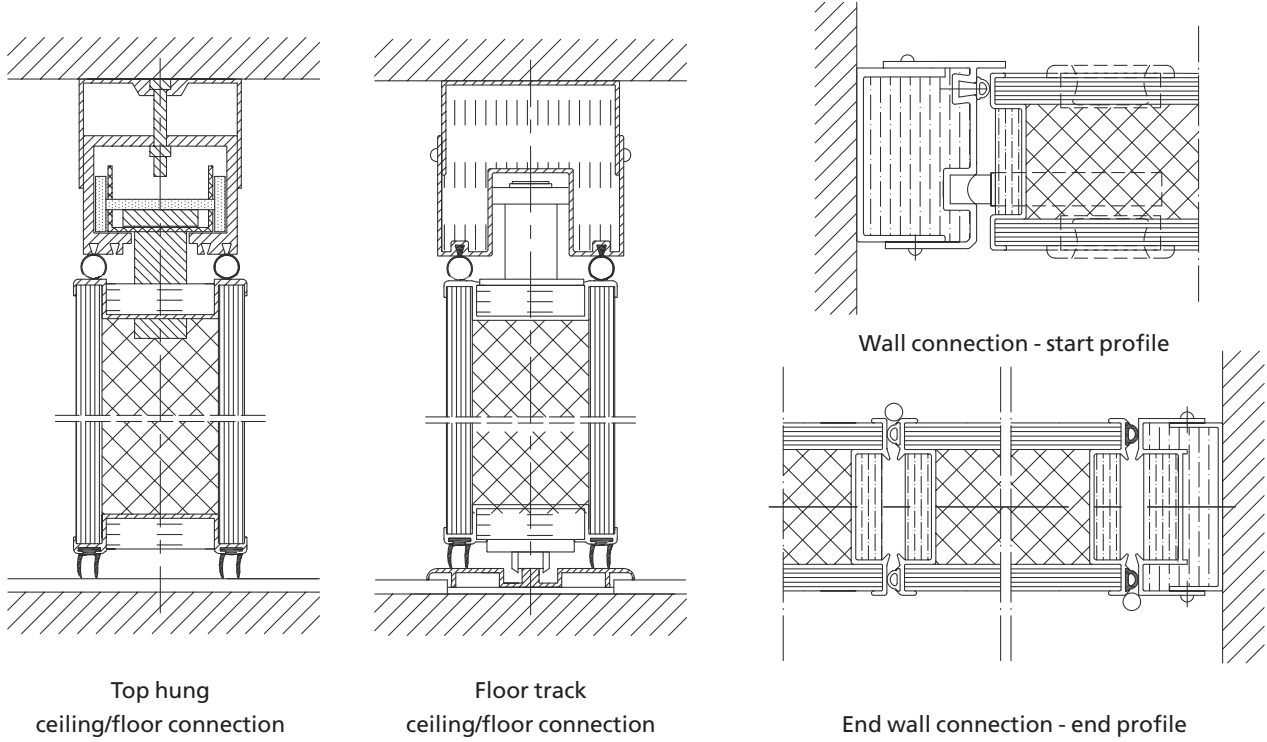 Wall connection - start profile
Top hung
ceiling/floor connection
Floor track
ceiling/floor connection
End wall connection - end profile